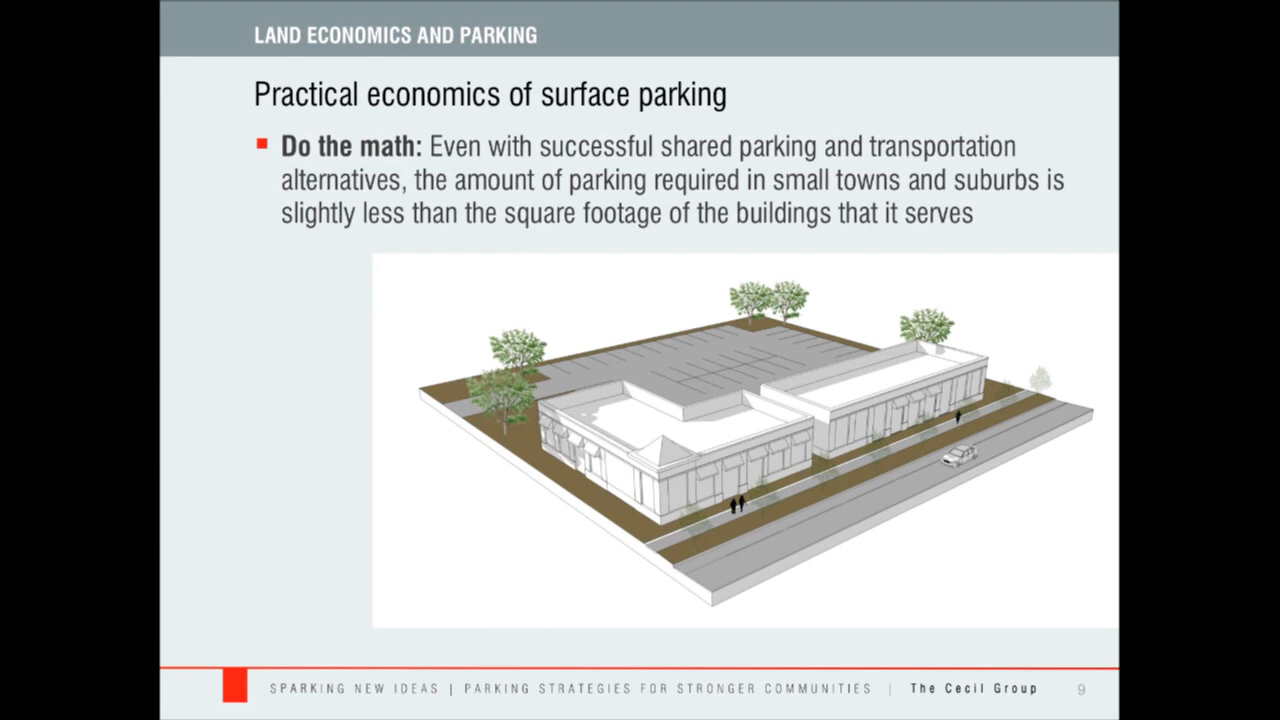 LAND ECONOMICS AND PARKING
Practical economics of surface parking
Do the math: Even with successful shared parking and transportation
alternatives, the amount of parking required in small towns and suburbs is
slightly less than the square footage of the buildings that it serves
SPARKING NEW IDEAS | PARKING STRATEGIES FOR STRONGER COMMUNITIES | The Cecil Group 9